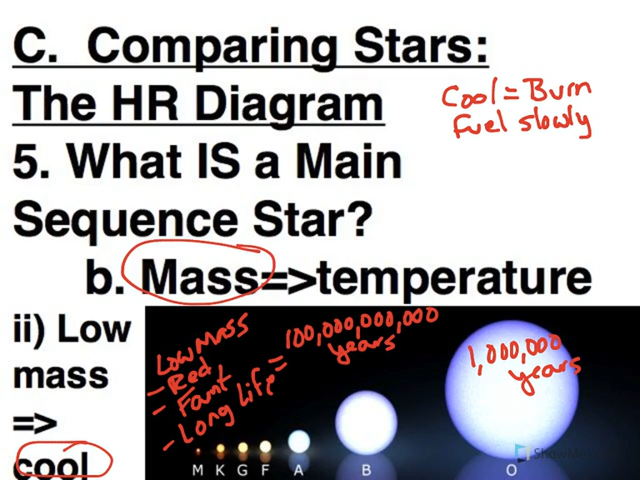 C. Comparing Stars:
The HR Diagram
Cool = Burn
Fuel slowly
5. What IS a Main
Sequence Star?
b. Mass=>temperature
ii) Low
mass
=>
cool
Low Mass
- Red
- Faint
- Long life = 100,000,000,000
years
1,000,000
years
M K G F A B O